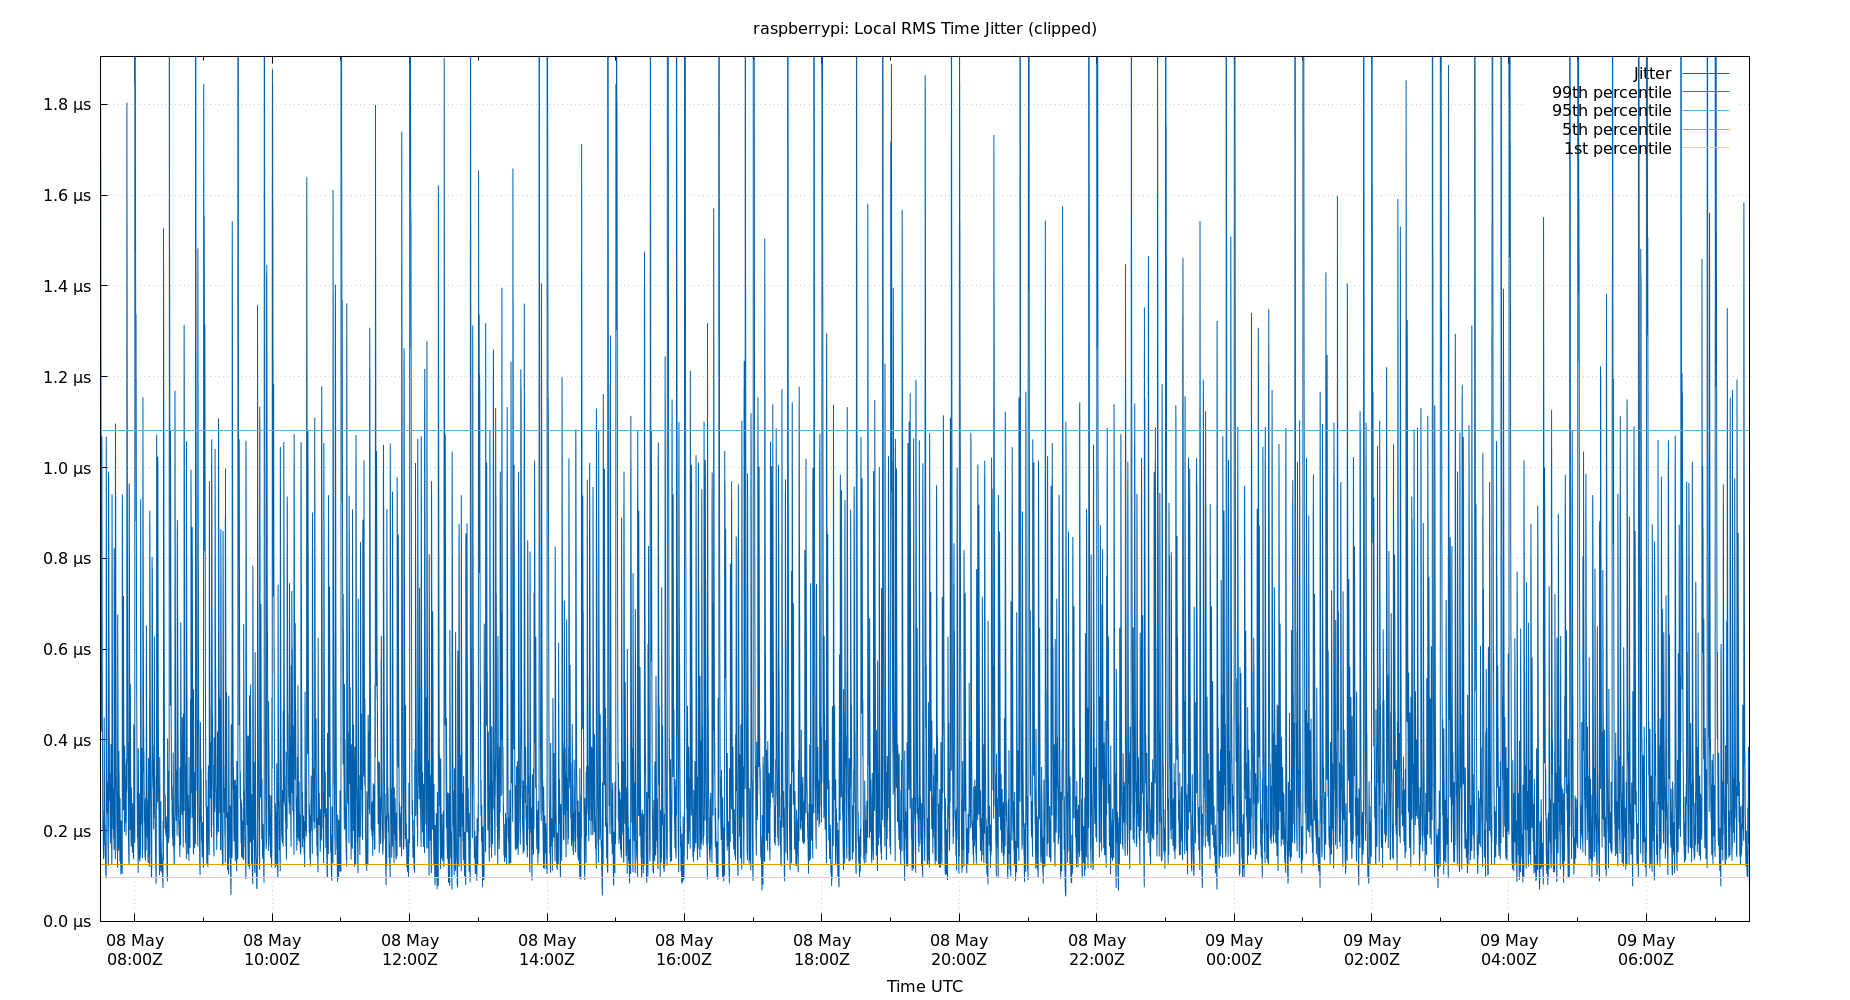 raspberrypi: Local RMS Time Jitter (clipped)
Jitter
99th percentile
95th percentile
5th percentile
1st percentile
1.8 µs
1.6 µs
1.4 µs
1.2 µs
1.0 µs
0.8 µs
0.6 µs
0.4 µs
0.2 µs
0.0 µs
08 May 08 May 08 May 08 May 08 May 08 May 08 May 08 May 09 May 09 May 09 May 09 May
08:00Z 10:00Z 12:00Z 14:00Z 16:00Z 18:00Z 20:00Z 22:00Z 00:00Z 02:00Z 04:00Z 06:00Z
Time UTC